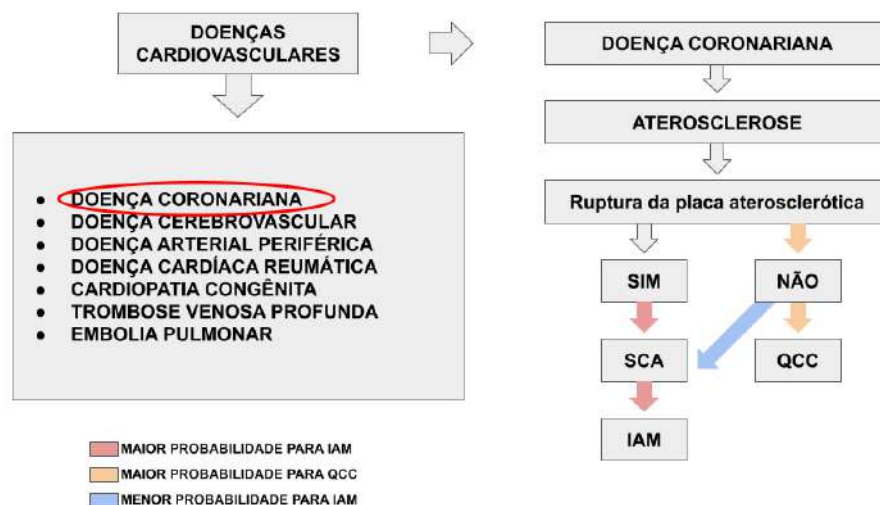 DOENÇAS
CARDIOVASCULARES
DOENÇA CORONARIANA
DOENÇA CEREBROVASCULAR
DOENÇA ARTERIAL PERIFÉRICA
DOENÇA CARDÍACA REUMÁTICA
CARDIOPATIA CONGÊNITA
TROMBOSE VENOSA PROFUNDA
EMBOLIA PULMONAR
MAIOR PROBABILIDADE PARA IAM
MAIOR PROBABILIDADE PARA QCC
MENOR PROBABILIDADE PARA IAM
DOENÇA CORONARIANA
ATEROSCLEROSE
Ruptura da placa aterosclerótica
SIM
NÃO
SCA
QCC
IAM